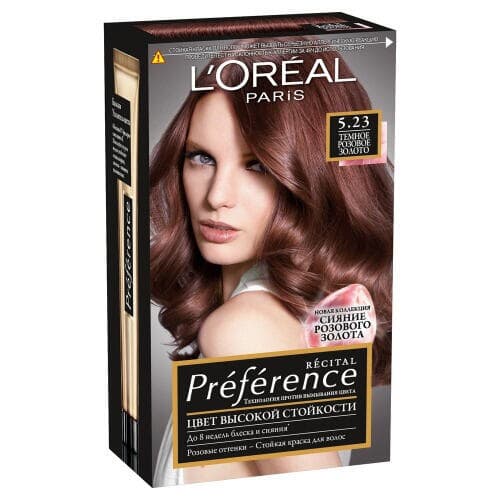 L'ORÉAL
PARIS
5.23
ТЕМНОЕ
РОЗОВОЕ
ЗОЛОТО
НОВАЯ КОЛЛЕКЦИЯ
СИЯНИЕ
РОЗОВОГО
ЗОЛОТА
RÉCITAL
Préférence
ТЕХНОЛОГИЯ ПРОТИВ ВЫМЫВАНИЯ ЦВЕТА
ЦВЕТ ВЫСОКОЙ СТОЙКОСТИ
До 8 недель блеска и сияния*
Розовые оттенки – Стойкая краска для волос
Préférence